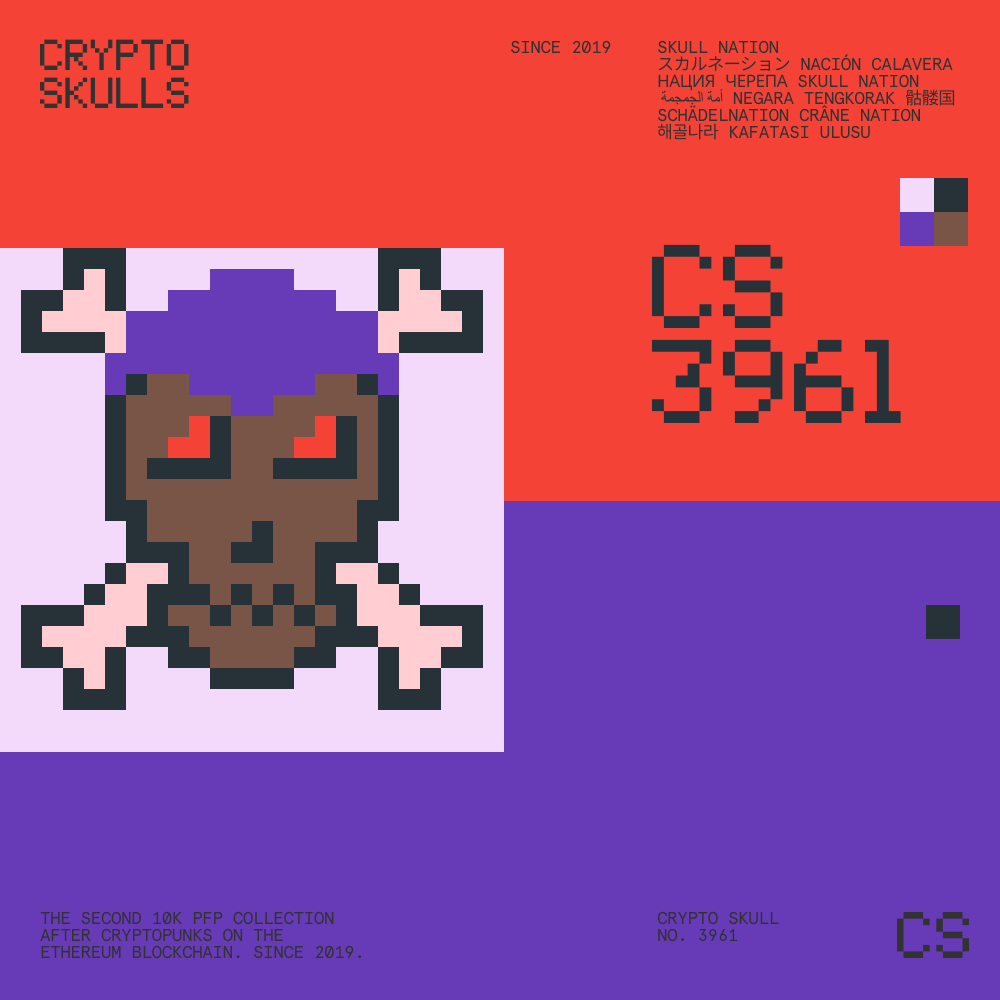 CRYPTO
SKULLS
SINCE 2019
SKULL NATION
スカルネーション NACIÓN CALAVERA
НАЦИЯ ЧЕРЕПА SKULL NATION
أمة الجمجمة NEGARA TENGKORAK 骷髅国
SCHÄDELNATION CRÂNE NATION
해골나라 KAFATASI ULUSU
CS
3961
THE SECOND 10K PFP COLLECTION
AFTER CRYPTOPUNKS ON THE
ETHEREUM BLOCKCHAIN. SINCE 2019.
CRYPTO SKULL
NO. 3961
CS